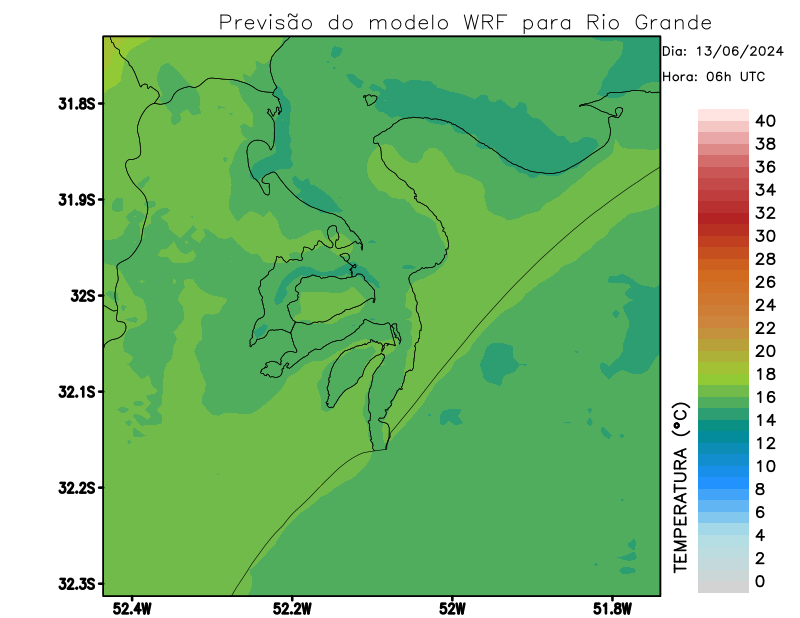 Previsão do modelo WRF para Rio Grande
Dia: 13/06/2024
Hora: 06h UTC
31.8S
31.9S
32S
32.1S
32.2S
32.3S
52.4W
52.2W
52W
51.8W
TEMPERATURA (°C)
40
38
36
34
32
30
28
26
24
22
20
18
16
14
12
10
8
6
4
2
0